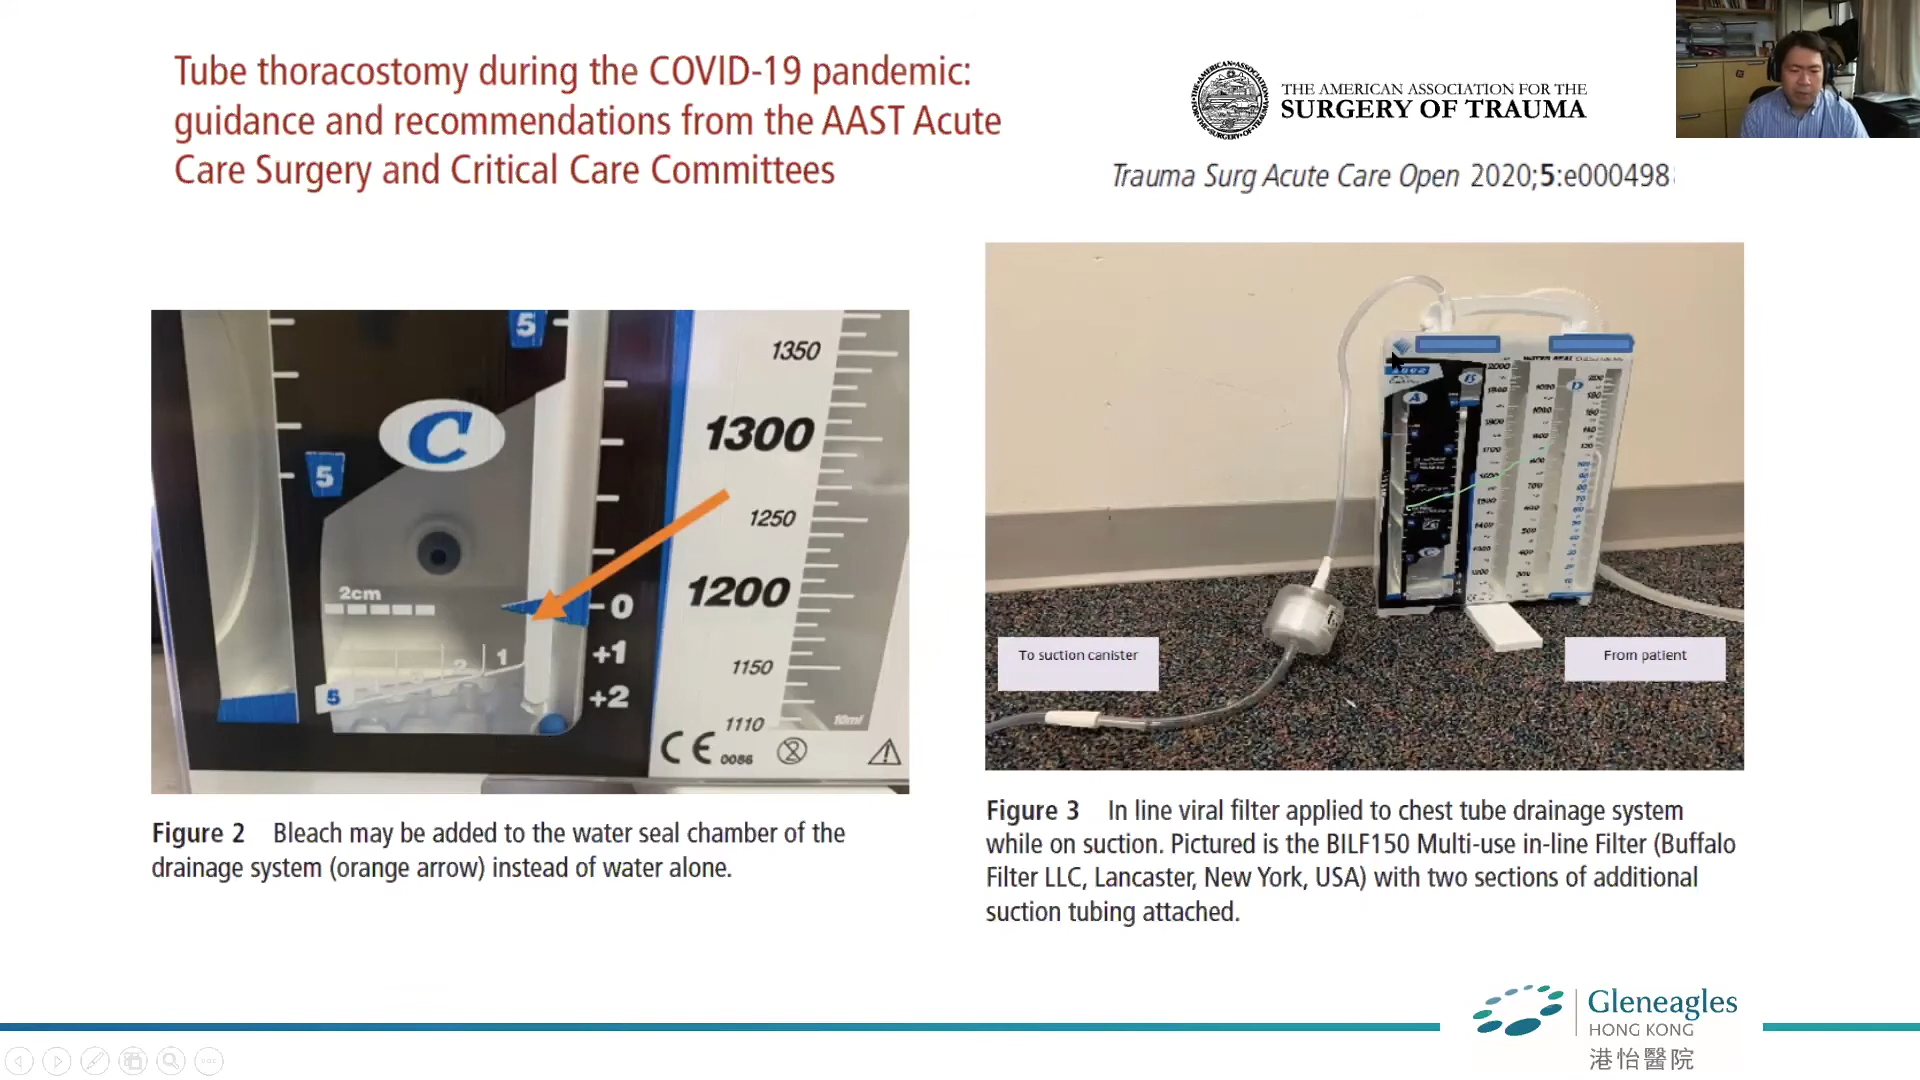 Tube thoracostomy during the COVID-19 pandemic:
guidance and recommendations from the AAST Acute
Care Surgery and Critical Care Committees
THE AMERICAN ASSOCIATION FOR THE
SURGERY OF TRAUMA
Trauma Surg Acute Care Open 2020;5:e000498
5
1350
C
1300
5
1250
2cm
0
1200
+1
2 1
1150
5
+2
1110
10ml
CE 0086
A
B
C
D
2000
To suction canister
From patient
Figure 2 Bleach may be added to the water seal chamber of the
drainage system (orange arrow) instead of water alone.
Figure 3 In line viral filter applied to chest tube drainage system
while on suction. Pictured is the BILF150 Multi-use in-line Filter (Buffalo
Filter LLC, Lancaster, New York, USA) with two sections of additional
suction tubing attached.
Gleneagles
HONG KONG
港怡醫院